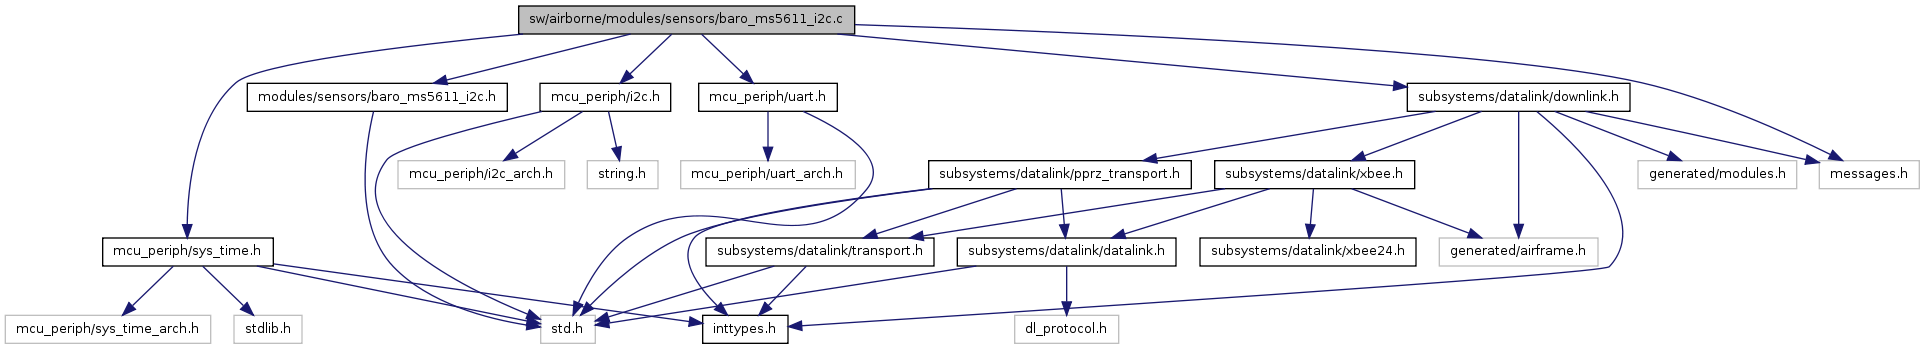 sw/airborne/modules/sensors/baro_ms5611_i2c.c
modules/sensors/baro_ms5611_i2c.h
mcu_periph/i2c.h
mcu_periph/uart.h
subsystems/datalink/downlink.h
mcu_periph/i2c_arch.h
string.h
mcu_periph/uart_arch.h
subsystems/datalink/pprz_transport.h
subsystems/datalink/xbee.h
generated/modules.h
messages.h
mcu_periph/sys_time.h
subsystems/datalink/transport.h
subsystems/datalink/datalink.h
subsystems/datalink/xbee24.h
generated/airframe.h
mcu_periph/sys_time_arch.h
stdlib.h
std.h
inttypes.h
dl_protocol.h